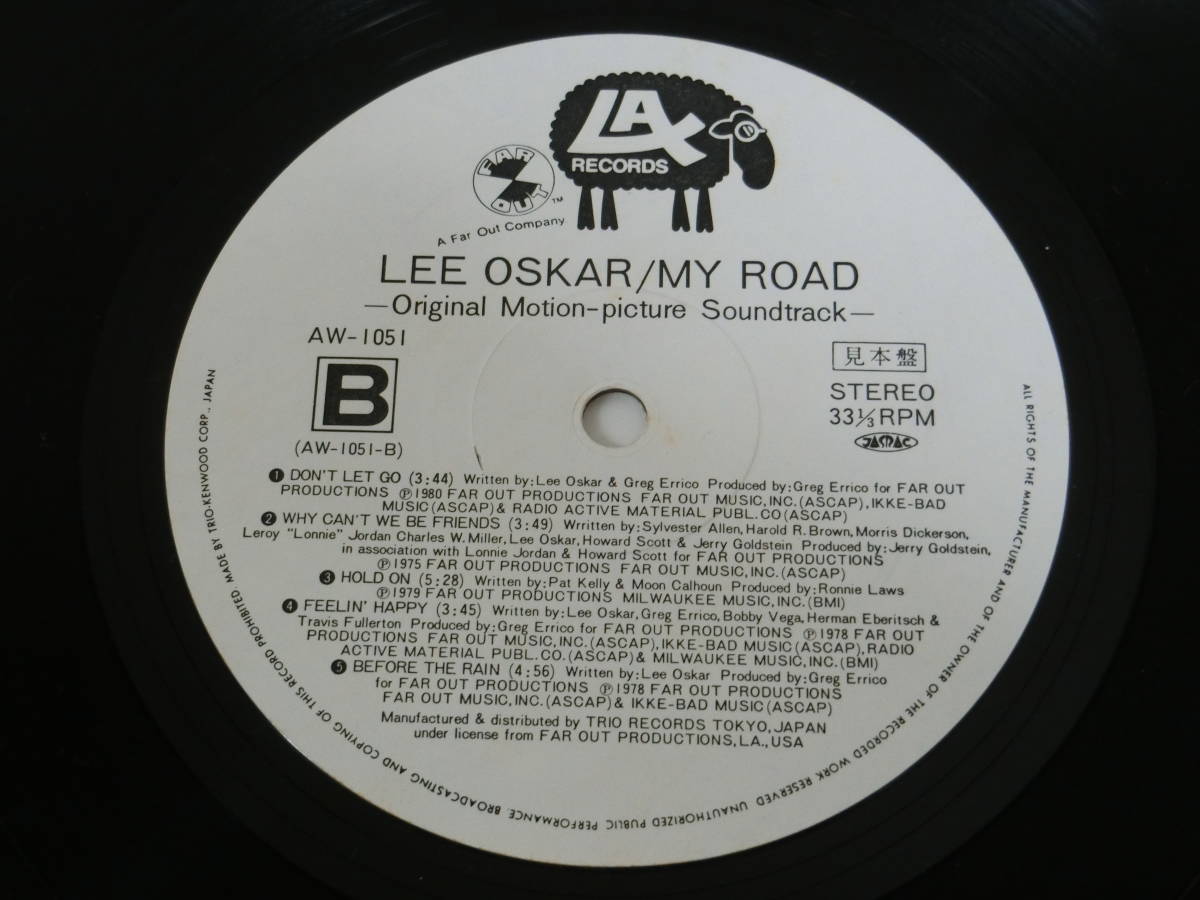 LAX
RECORDS
FAR
OUT
TM
A Far Out Company
LEE OSKAR/MY ROAD
—Original Motion-picture Soundtrack—
AW-1051
B
(AW-1051-B)
見本盤
STEREO
33⅓RPM
JASRAC
❶ DON'T LET GO (3:44) Written by:Lee Oskar & Greg Errico Produced by:Greg Errico for FAR OUT
PRODUCTIONS ℗1980 FAR OUT PRODUCTIONS FAR OUT MUSIC,INC.(ASCAP),IKKE-BAD
MUSIC(ASCAP)& RADIO ACTIVE MATERIAL PUBL.CO(ASCAP)
❷ WHY CAN'T WE BE FRIENDS (3:49) Wrritten by:Sylvester Allen, Harold R.Brown, Morris Dickerson,
Leroy "Lonnie" Jordan Charles W. Miller, Lee Oskar, Howard Scott & Jerry Goldstein Produced by:Jerry Goldstein,
in association with Lonnie Jordan & Howard Scott for FAR OUT PRODUCTIONS
℗1975 FAR OUT PRODUCTIONS FAR OUT MUSIC,INC.(ASCAP)
❸ HOLD ON (5:28) Written by:Pat Kelly & Moon Calhoun Produced by:Ronnie Laws
℗1979 FAR OUT PRODUCTIONS MILWAUKEE MUSIC,INC.(BMI)
❹ FEELIN' HAPPY (3:45) Written by:Lee Oskar, Greg Errico, Bobby Vega, Herman Eberitsch &
Travis Fullerton Produced by:Greg Errico for FAR OUT PRODUCTIONS ℗1978 FAR OUT
PRODUCTIONS FAR OUT MUSIC, INC.(ASCAP), IKKE-BAD MUSIC(ASCAP), RADIO
ACTIVE MATERIAL PUBL.CO.(ASCAP)& MILWAUKEE MUSIC, INC.(BMI)
❺ BEFORE THE RAIN (4:56) Written by:Lee Oskar Produced by:Greg Errico
for FAR OUT PRODUCTIONS ℗1978 FAR OUT PRODUCTIONS
FAR OUT MUSIC, INC.(ASCAP)& IKKE-BAD MUSIC(ASCAP)
Manufactured & distributed by TRIO RECORDS TOKYO, JAPAN
under license from FAR OUT PRODUCTIONS, LA., USA
ALL RIGHTS OF THE MANUFACTURER AND OF THE OWNER OF THE RECORDED WORK RESERVED UNAUTHORIZED PUBLIC PERFORMANCE. BROADCASTING AND COPYING OF THIS RECORD PROHIBITED. MADE BY TRIO-KENWOOD CORP., JAPAN